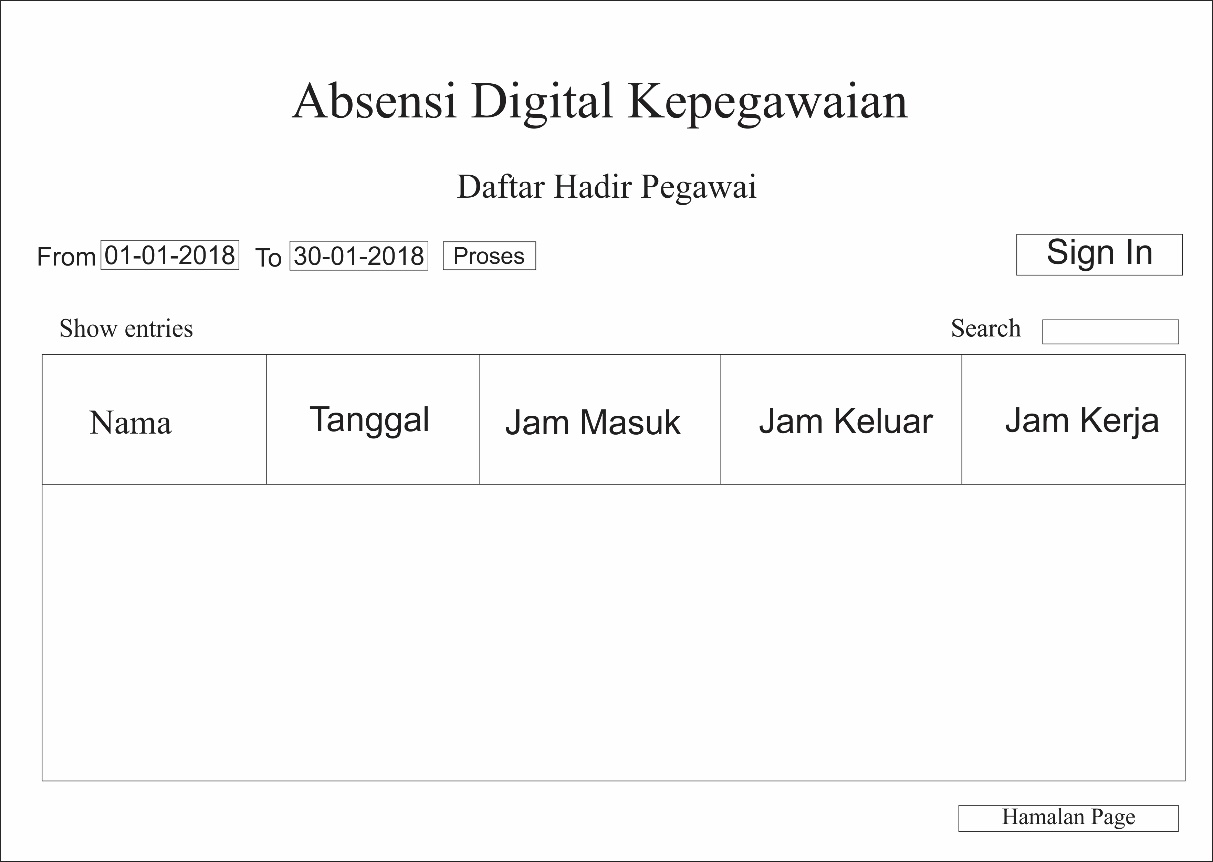 Absensi Digital Kepegawaian
Daftar Hadir Pegawai
From 01-01-2018 To 30-01-2018 Proses Sign In
Show entries Search
Nama Tanggal Jam Masuk Jam Keluar Jam Kerja
Hamalan Page